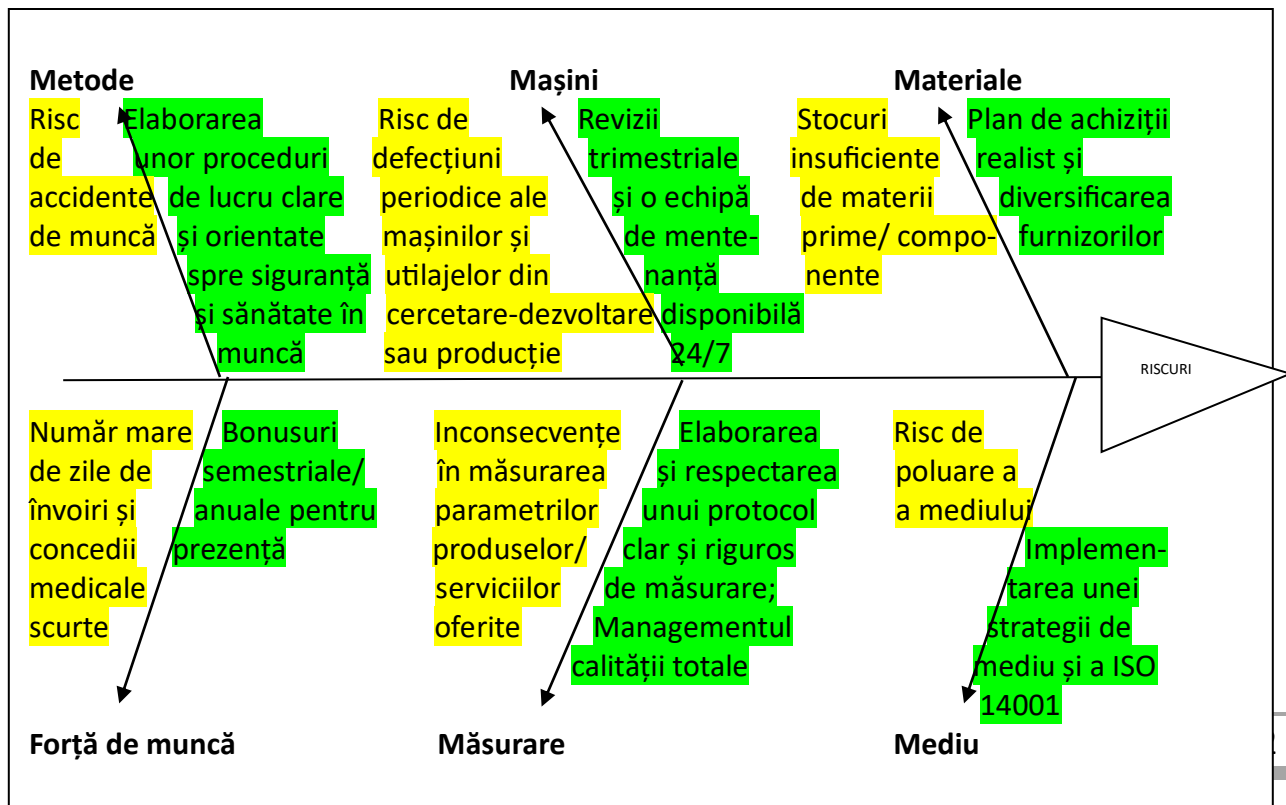 Metode
Risc
de
accidente
de muncă
Elaborarea
unor proceduri
de lucru clare
și orientate
spre siguranță
și sănătate în
muncă
Mașini
Risc de
defecțiuni
periodice ale
mașinilor și
utilajelor din
cercetare-dezvoltare
sau producție
Revizii
trimestriale
și o echipă
de mente-
nanță
disponibilă
24/7
Materiale
Stocuri
insuficiente
de materii
prime/ compo-
nente
Plan de achiziții
realist și
diversificarea
furnizorilor
RISCURI
Număr mare
de zile de
învoiri și
concedii
medicale
scurte
Bonusuri
semestriale/
anuale pentru
prezență
Forță de muncă
Inconsecvențe
în măsurarea
parametrilor
produselor/
serviciilor
oferite
Elaborarea
și respectarea
unui protocol
clar și riguros
de măsurare;
Managementul
calității totale
Măsurare
Risc de
poluare a
a mediului
Implemen-
tarea unei
strategii de
mediu și a ISO
14001
Mediu